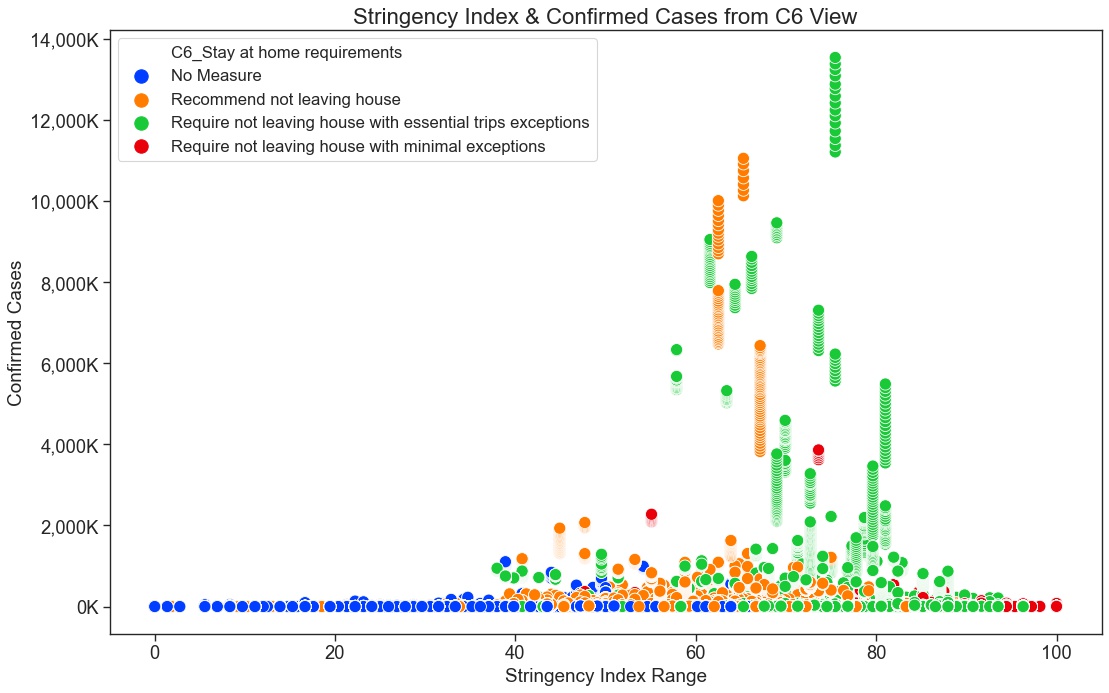 Stringency Index & Confirmed Cases from C6 View
14,000K
12,000K
10,000K
8,000K
6,000K
4,000K
2,000K
0K
Confirmed Cases
C6_Stay at home requirements
No Measure
Recommend not leaving house
Require not leaving house with essential trips exceptions
Require not leaving house with minimal exceptions
0 20 40 60 80 100
Stringency Index Range